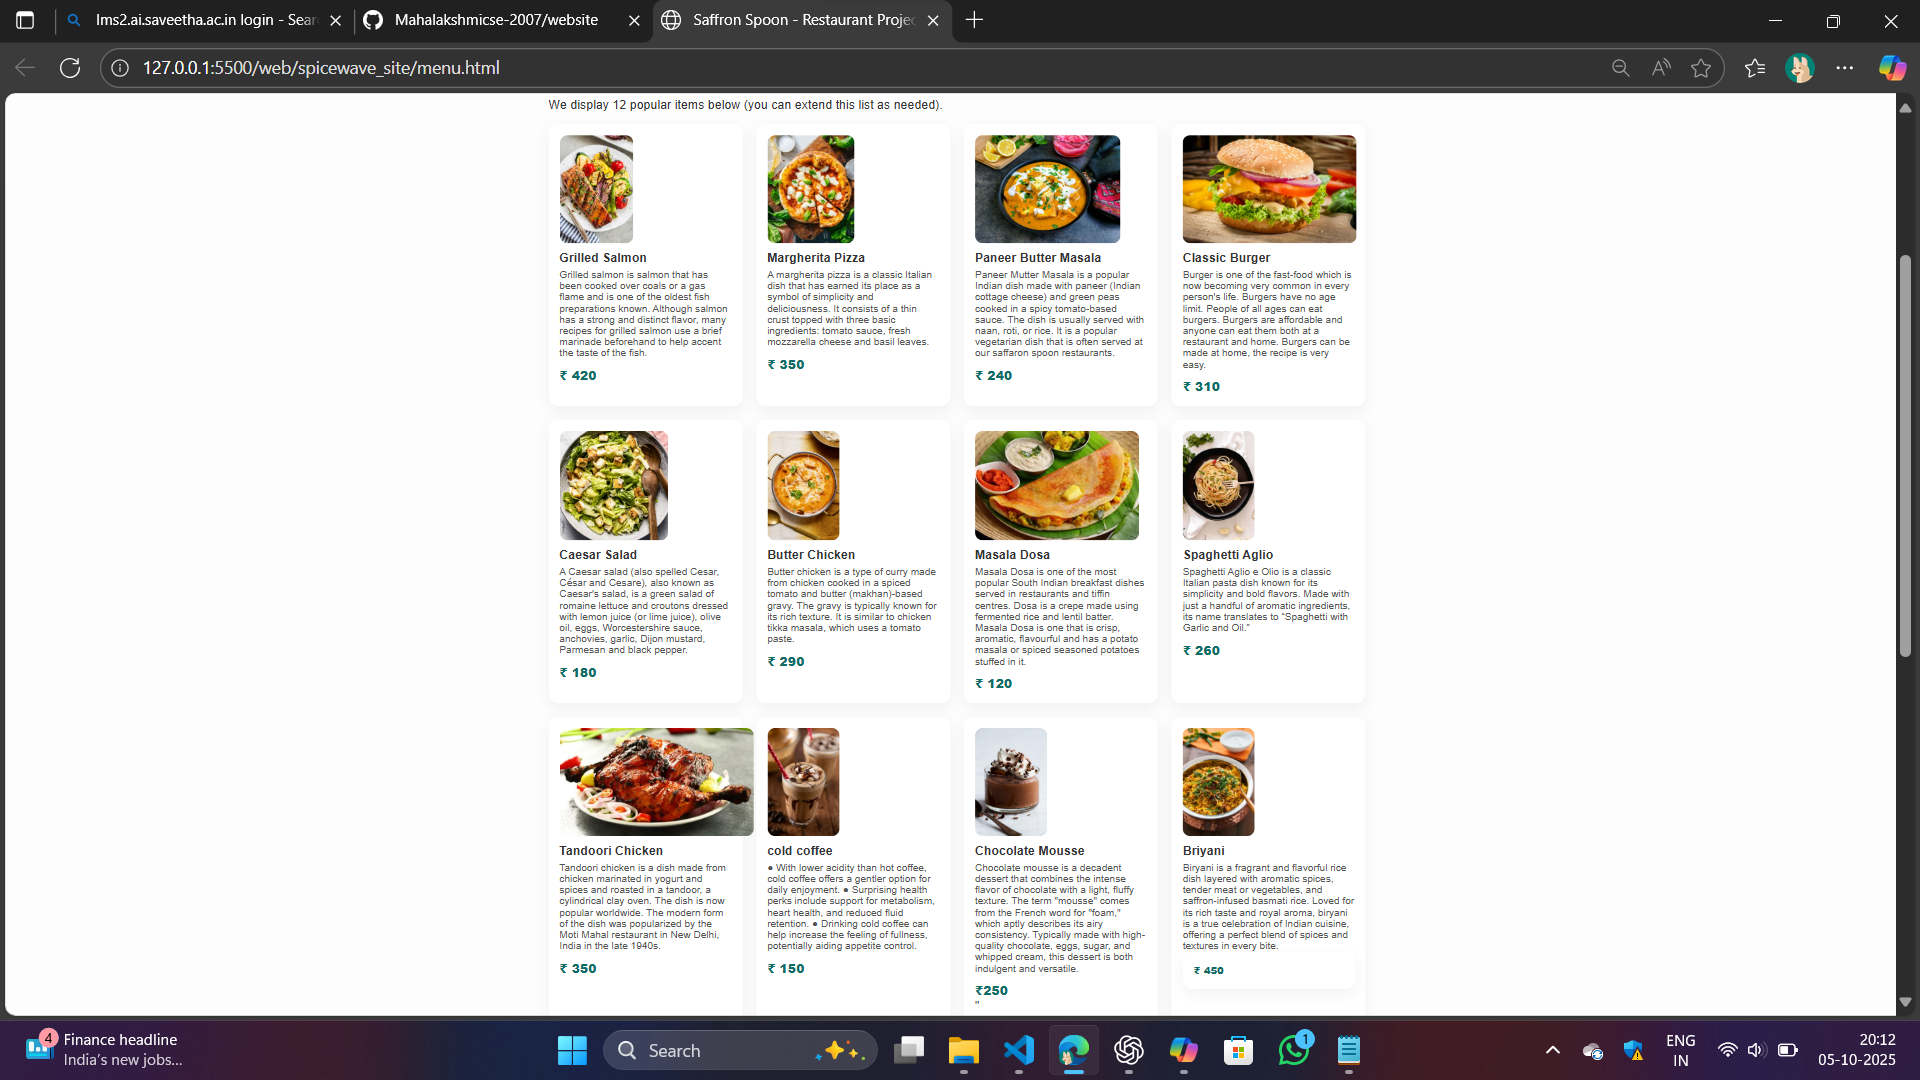 lms2.ai.saveetha.ac.in login - Sear
Mahalakshmicse-2007/website
Saffron Spoon - Restaurant Projec
127.0.0.1:5500/web/spicewave_site/menu.html
We display 12 popular items below (you can extend this list as needed).
Grilled Salmon
Grilled salmon is salmon that has
been cooked over coals or a gas
flame and is one of the oldest fish
preparations known. Although salmon
has a strong and distinct flavor, many
recipes for grilled salmon use a brief
marinade beforehand to help accent
the taste of the fish.
₹ 420
Margherita Pizza
A margherita pizza is a classic Italian
dish that has earned its place as a
symbol of simplicity and
deliciousness. It consists of a thin
crust topped with three basic
ingredients: tomato sauce, fresh
mozzarella cheese and basil leaves.
₹ 350
Paneer Butter Masala
Paneer Mutter Masala is a popular
Indian dish made with paneer (Indian
cottage cheese) and green peas
cooked in a spicy tomato-based
sauce. The dish is usually served with
naan, roti, or rice. It is a popular
vegetarian dish that is often served at
our saffaron spoon restaurants.
₹ 240
Classic Burger
Burger is one of the fast-food which is
now becoming very common in every
person's life. Burgers have no age
limit. People of all ages can eat
burgers. Burgers are affordable and
anyone can eat them both at a
restaurant and home. Burgers can be
made at home, the recipe is very
easy.
₹ 310
Caesar Salad
A Caesar salad (also spelled Cesar,
César and Cesare), also known as
Caesar's salad, is a green salad of
romaine lettuce and croutons dressed
with lemon juice (or lime juice), olive
oil, eggs, Worcestershire sauce,
anchovies, garlic, Dijon mustard,
Parmesan and black pepper.
₹ 180
Butter Chicken
Butter chicken is a type of curry made
from chicken cooked in a spiced
tomato and butter (makhan)-based
gravy. The gravy is typically known for
its rich texture. It is similar to chicken
tikka masala, which uses a tomato
paste.
₹ 290
Masala Dosa
Masala Dosa is one of the most
popular South Indian breakfast dishes
served in restaurants and tiffin
centres. Dosa is a crepe made using
fermented rice and lentil batter.
Masala Dosa is one that is crisp,
aromatic, flavourful and has a potato
masala or spiced seasoned potatoes
stuffed in it.
₹ 120
Spaghetti Aglio
Spaghetti Aglio e Olio is a classic
Italian pasta dish known for its
simplicity and bold flavors. Made with
just a handful of aromatic ingredients,
its name translates to “Spaghetti with
Garlic and Oil.”
₹ 260
Tandoori Chicken
Tandoori chicken is a dish made from
chicken marinated in yogurt and
spices and roasted in a tandoor, a
cylindrical clay oven. The dish is now
popular worldwide. The modern form
of the dish was popularized by the
Moti Mahal restaurant in New Delhi,
India in the late 1940s.
₹ 350
cold coffee
● With lower acidity than hot coffee,
cold coffee offers a gentler option for
daily enjoyment. ● Surprising health
perks include support for metabolism,
heart health, and reduced fluid
retention. ● Drinking cold coffee can
help increase the feeling of fullness,
potentially aiding appetite control.
₹ 150
Chocolate Mousse
Chocolate mousse is a decadent
dessert that combines the intense
flavor of chocolate with a light, fluffy
texture. The term "mousse" comes
from the French word for "foam,"
which aptly describes its airy
consistency. Typically made with high-
quality chocolate, eggs, sugar, and
whipped cream, this dessert is both
indulgent and versatile.
₹250
"
Briyani
Biryani is a fragrant and flavorful rice
dish layered with aromatic spices,
tender meat or vegetables, and
saffron-infused basmati rice. Loved for
its rich taste and royal aroma, biryani
is a true celebration of Indian cuisine,
offering a perfect blend of spices and
textures in every bite.
₹ 450
4
Finance headline
India's new jobs...
Search
1
ENG
IN
20:12
05-10-2025